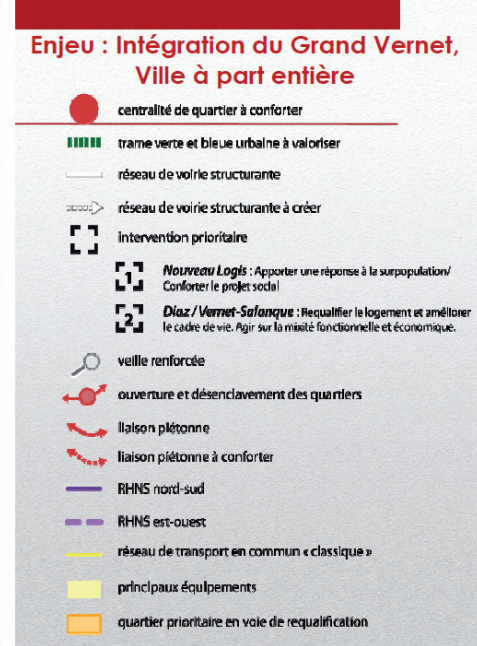 Enjeu : Intégration du Grand Vernet,
Ville à part entière
centralité de quartier à conforter
trame verte et bleue urbaine à valoriser
réseau de voirie structurante
réseau de voirie structurante à créer
intervention prioritaire
1 Nouveau Logis : Apporter une réponse à la surpopulation/
Conforter le projet social
2 Diaz / Vernet-Salanque : Requalifier le logement et améliorer
le cadre de vie. Agir sur la mixité fonctionnelle et économique.
veille renforcée
ouverture et désenclavement des quartiers
liaison piétonne
liaison piétonne à conforter
RHNS nord-sud
RHNS est-ouest
réseau de transport en commun « classique »
principaux équipements
quartier prioritaire en voie de requalification